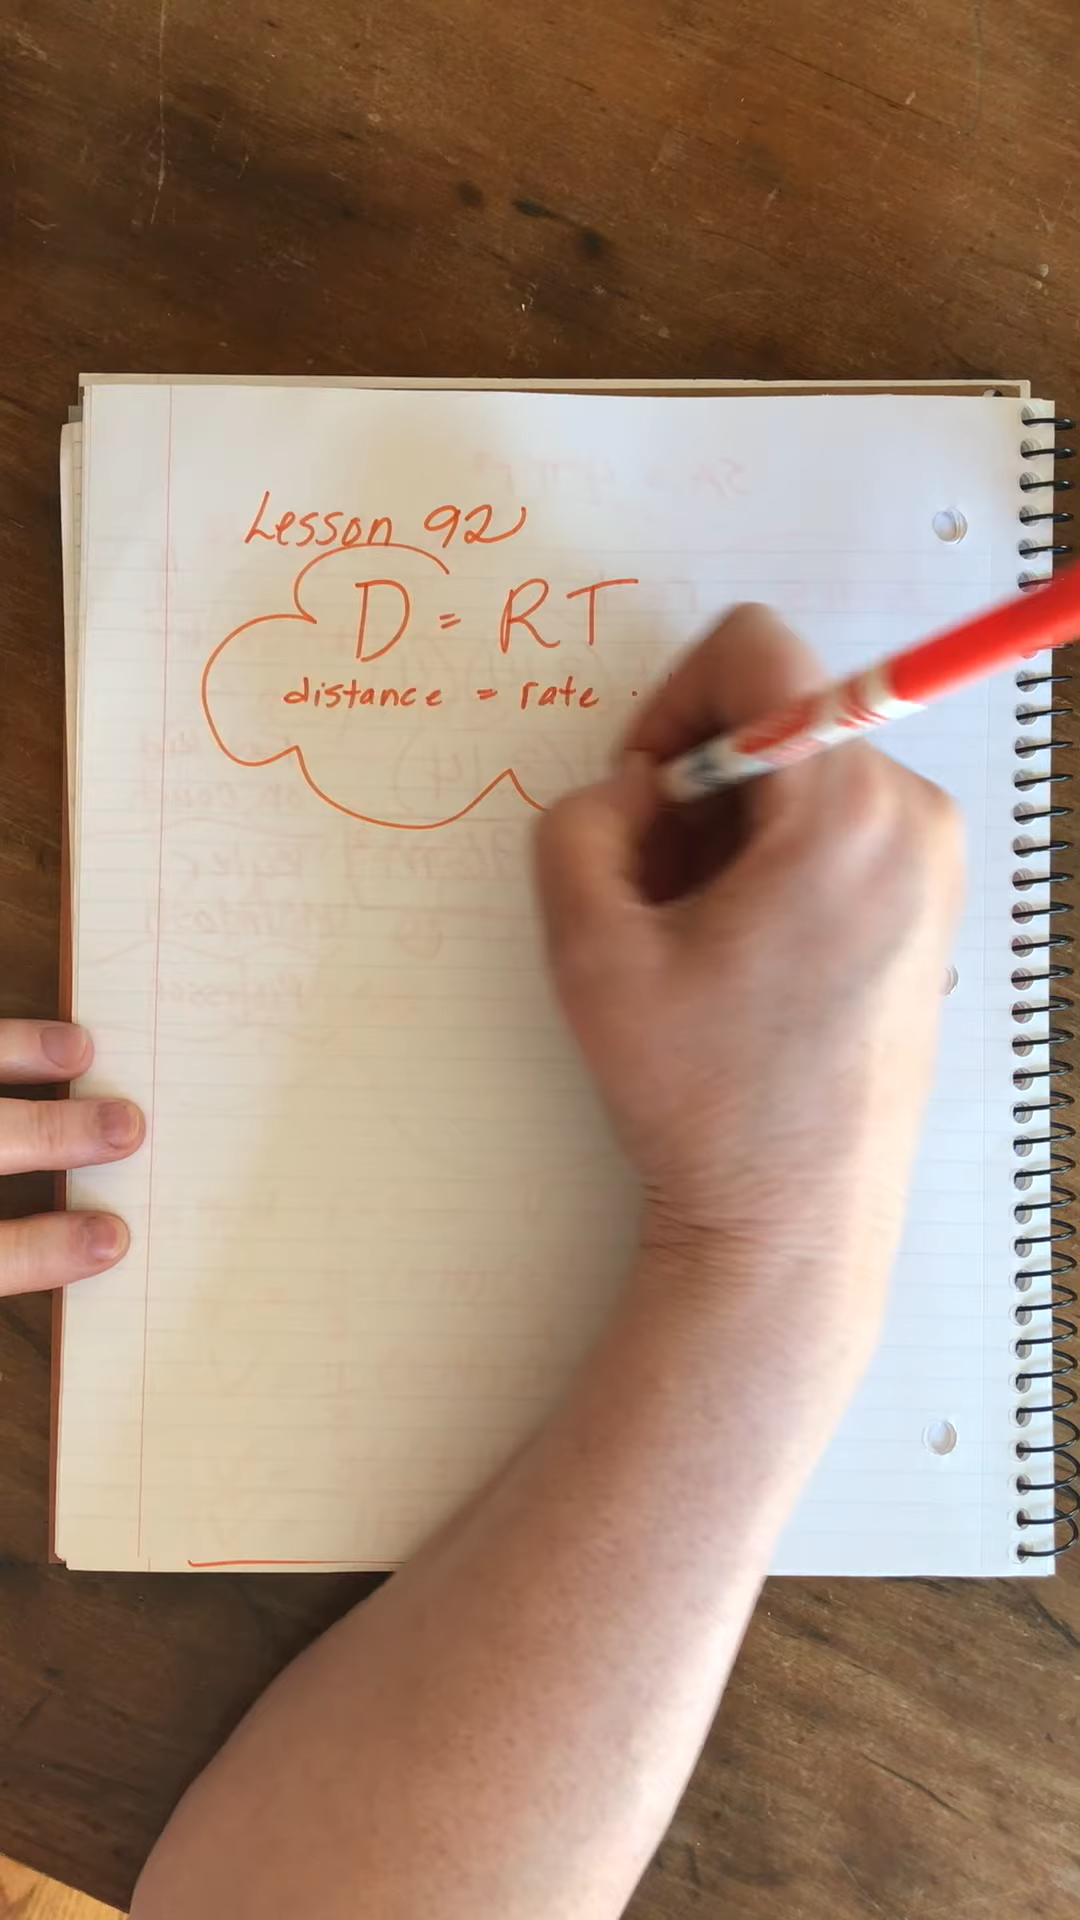 Lesson 92
D = RT
distance = rate ·